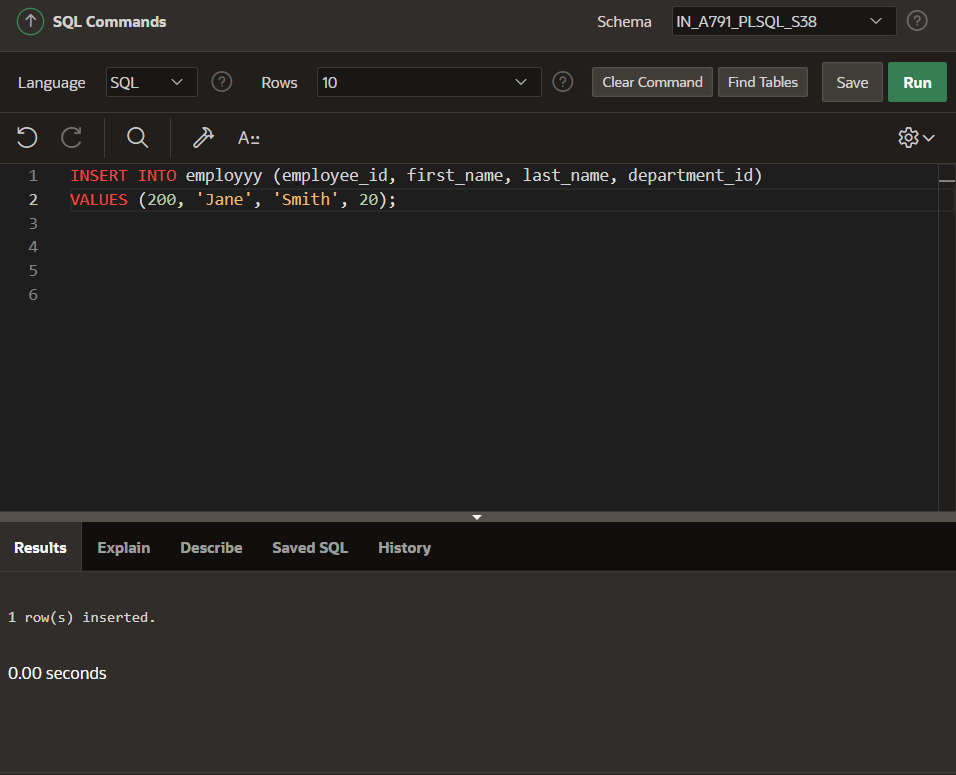 SQL Commands
Schema IN_A791_PLSQL_S38
Language SQL Rows 10 Clear Command Find Tables Save Run
A::
1 INSERT INTO employyy (employee_id, first_name, last_name, department_id)
2 VALUES (200, 'Jane', 'Smith', 20);
3
4
5
6
Results Explain Describe Saved SQL History
1 row(s) inserted.
0.00 seconds